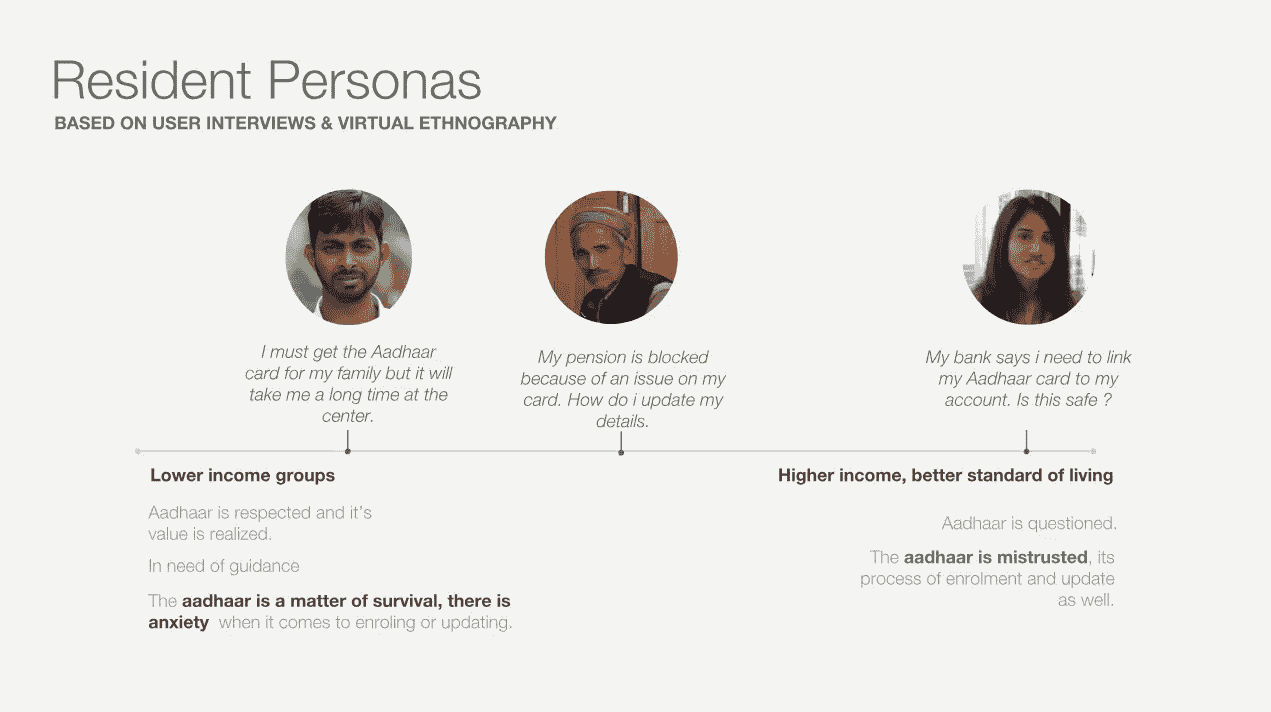 Resident Personas
BASED ON USER INTERVIEWS & VIRTUAL ETHNOGRAPHY
I must get the Aadhaar
card for my family but it will
take me a long time at the
center.
My pension is blocked
because of an issue on my
card. How do i update my
details.
My bank says i need to link
my Aadhaar card to my
account. Is this safe ?
Lower income groups
Aadhaar is respected and it's
value is realized.
In need of guidance
The aadhaar is a matter of survival, there is
anxiety when it comes to enroling or updating.
Higher income, better standard of living
Aadhaar is questioned.
The aadhaar is mistrusted, its
process of enrolment and update
as well.